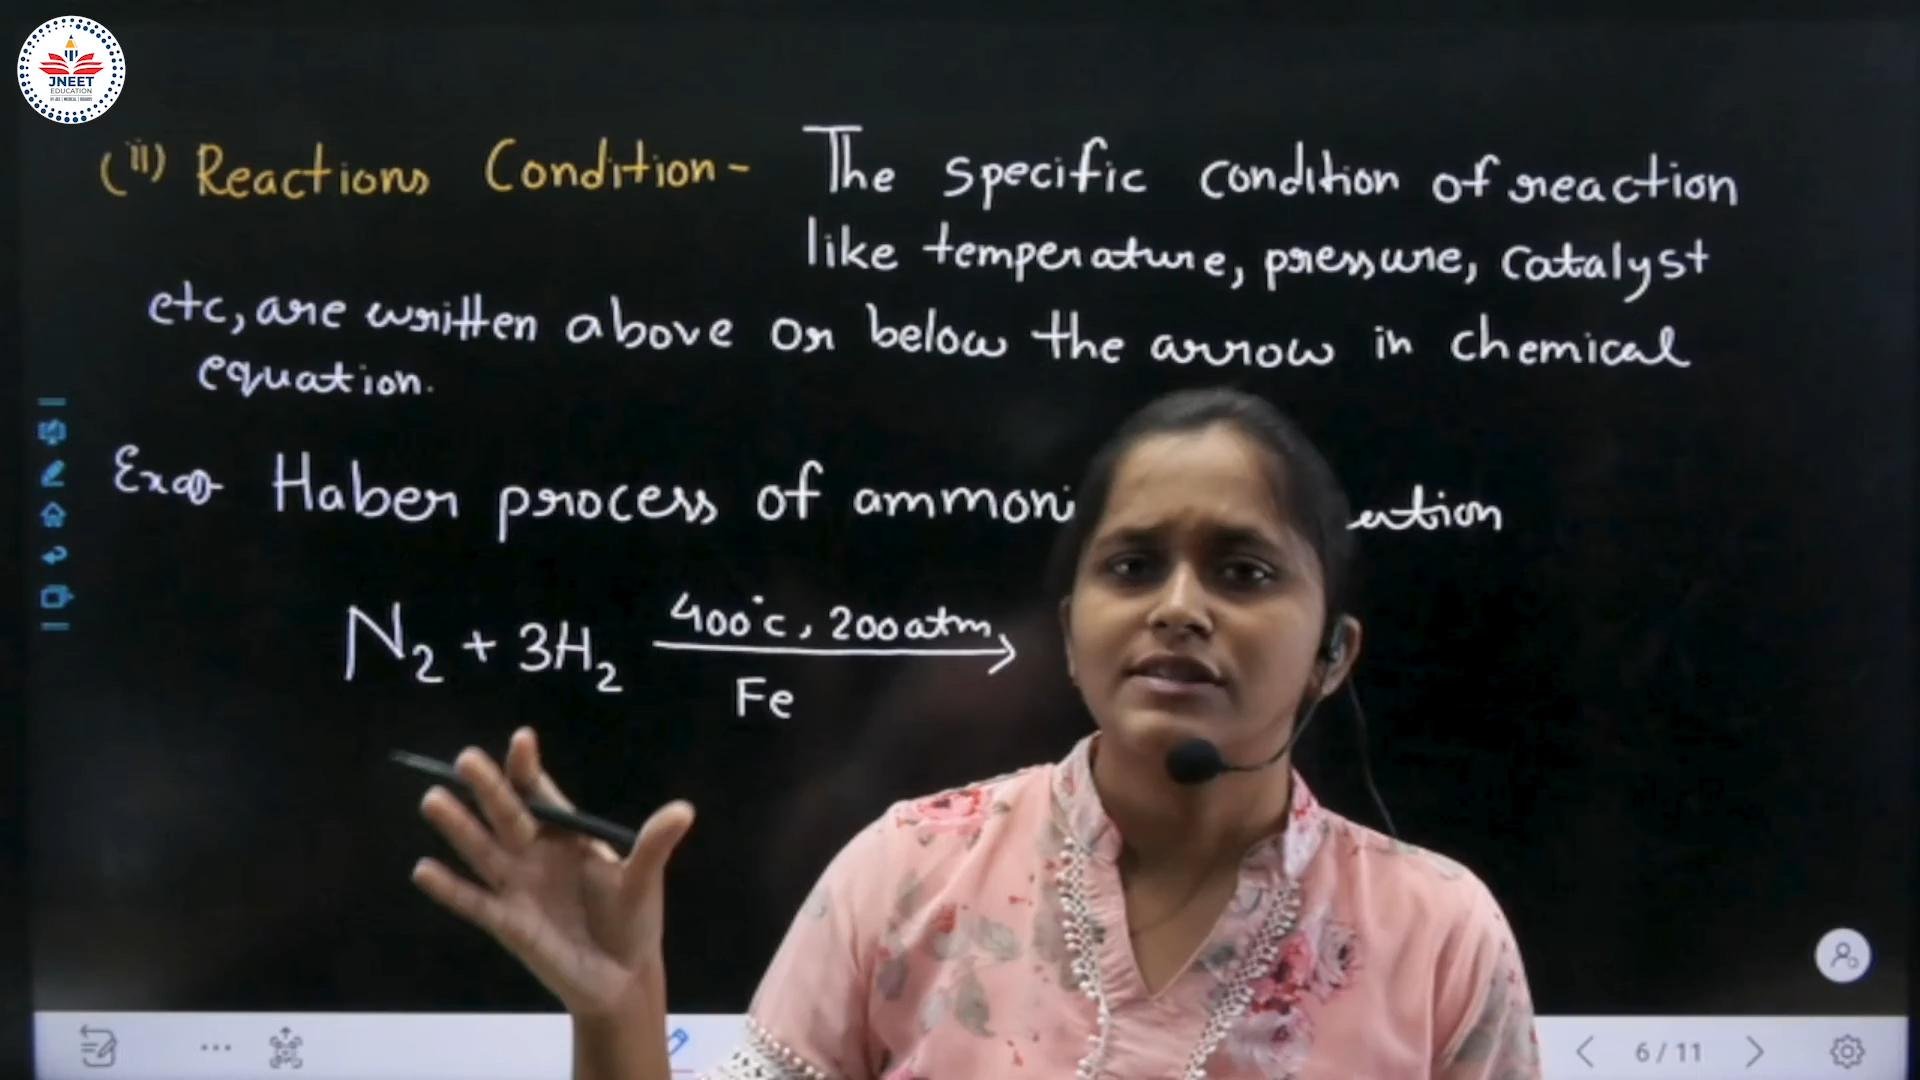 JNEET
EDUCATION
(ii) Reactions Condition - The specific condition of reaction
like temperature, pressure, catalyst
etc, are written above or below the arrow in chemical
equation.
Haber process of ammoni
N2 + 3H2
400°c, 200atm
Fe
6 / 11